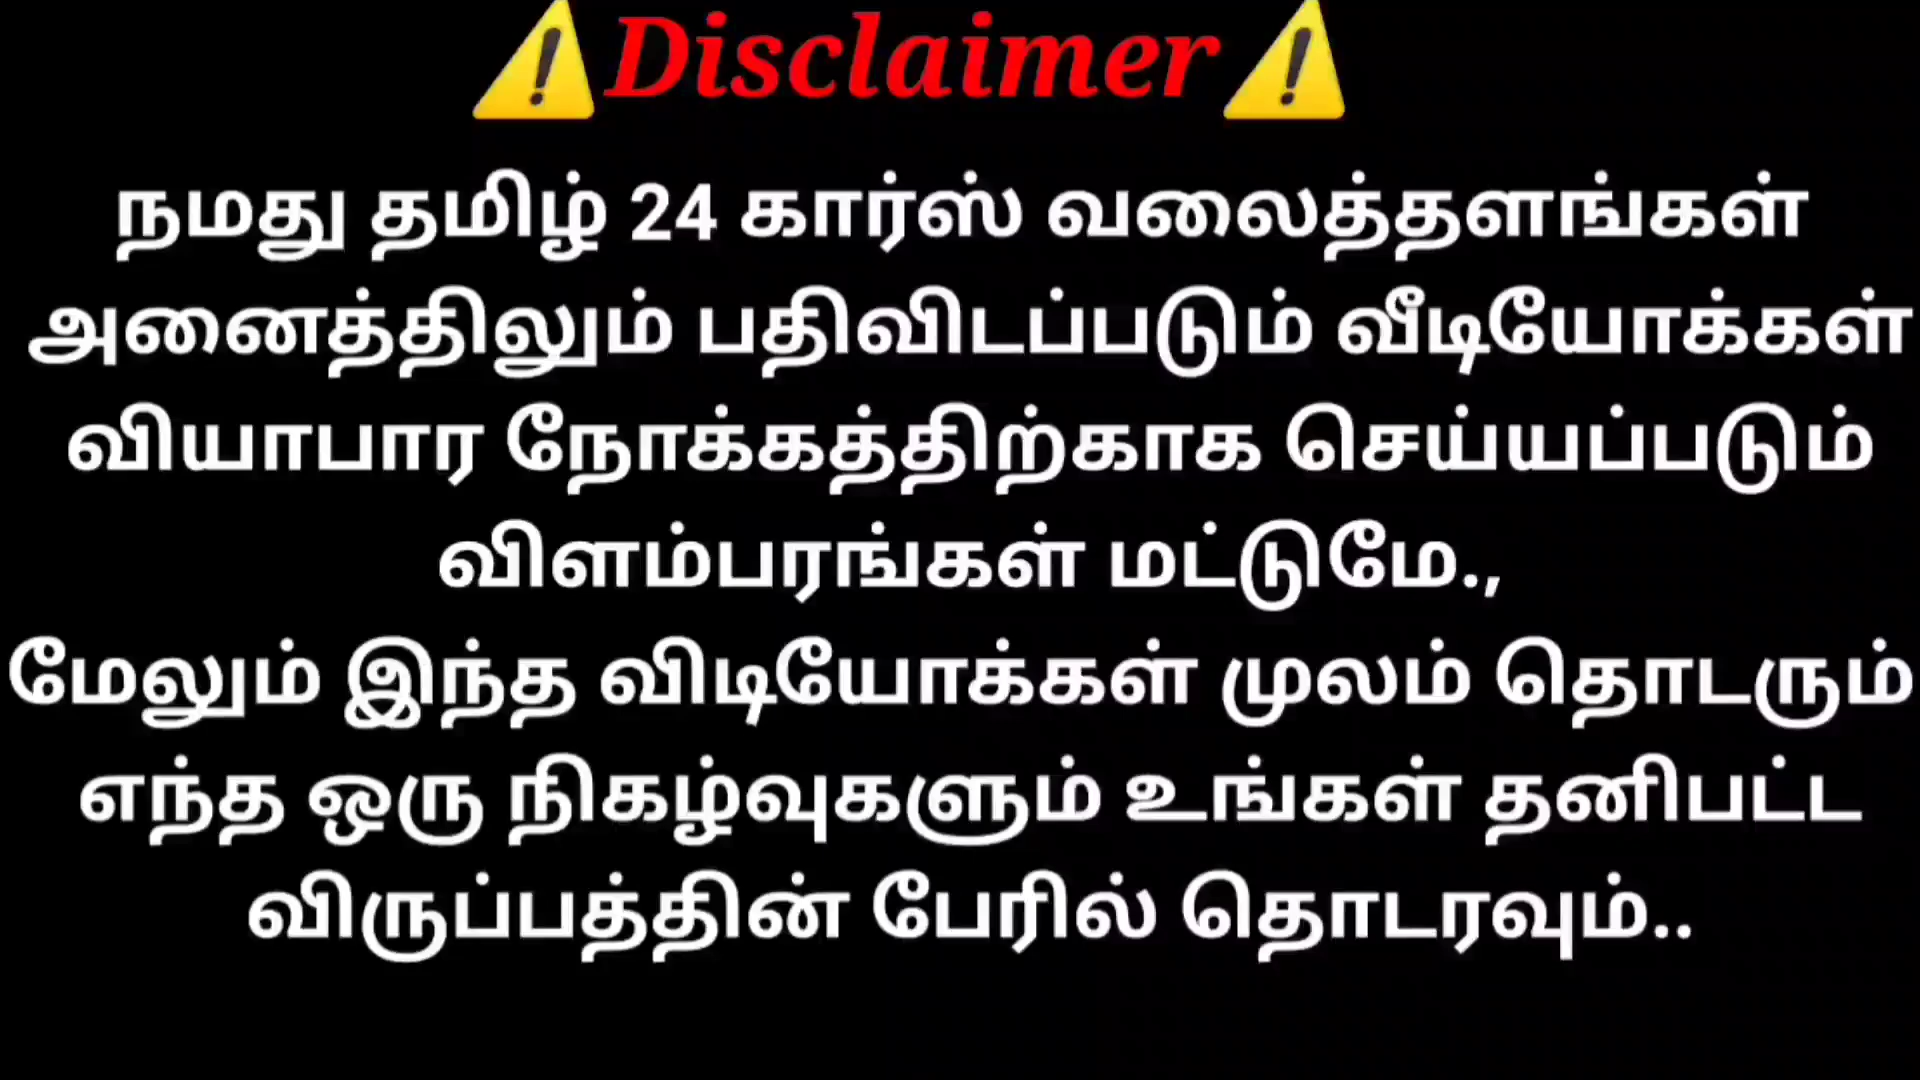 ⚠️Disclaimer⚠️
நமது தமிழ் 24 கார்ஸ் வலைத்தளங்கள்
அனைத்திலும் பதிவிடப்படும் வீடியோக்கள்
வியாபார நோக்கத்திற்காக செய்யப்படும்
விளம்பரங்கள் மட்டுமே.,
மேலும் இந்த விடியோக்கள் முலம் தொடரும்
எந்த ஒரு நிகழ்வுகளும் உங்கள் தனிபட்ட
விருப்பத்தின் பேரில் தொடரவும்..